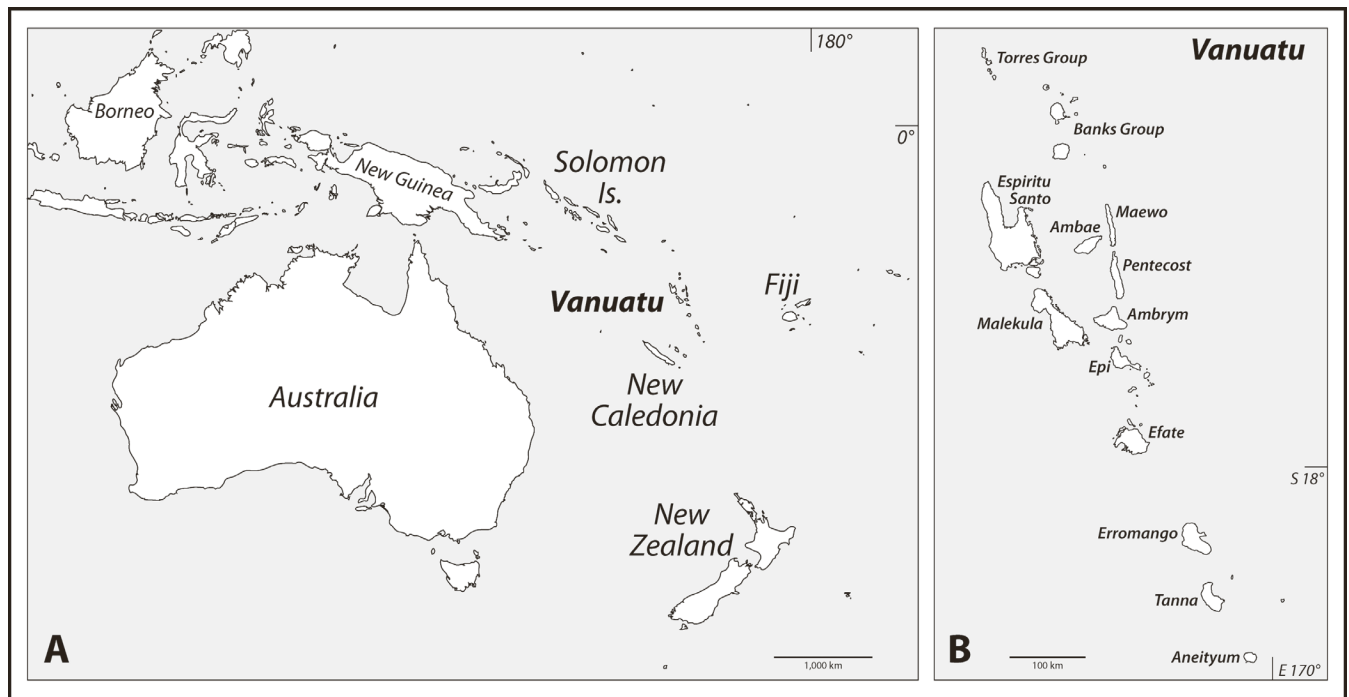 180°
Borneo
0°
Solomon
Is.
New Guinea
Fiji
Vanuatu
New
Caledonia
Australia
New
Zealand
A
1,000 km
Vanuatu
Torres Group
Banks Group
Espiritu
Santo
Maewo
Ambae
Pentecost
Ambrym
Malekula
Epi
Efate
S 18°
Erromango
Tanna
Aneityum
B
100 km
E 170°